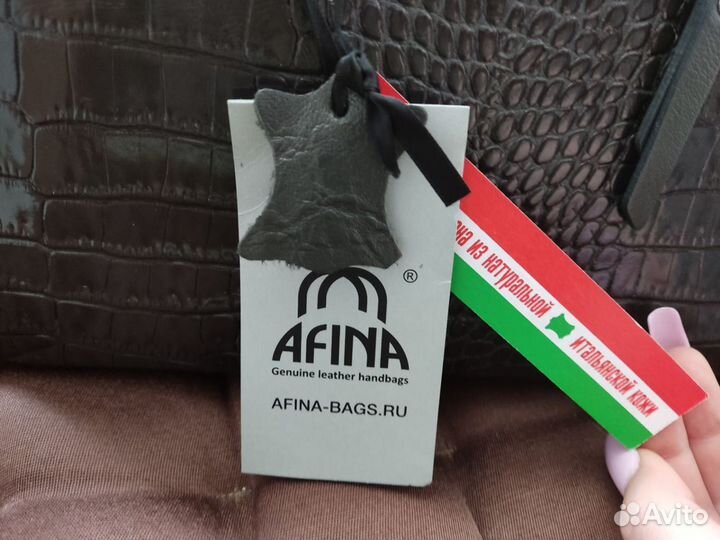 ®
AFINA
Genuine leather handbags
AFINA-BAGS.RU
из натуральной
итальянской кожи
Avito